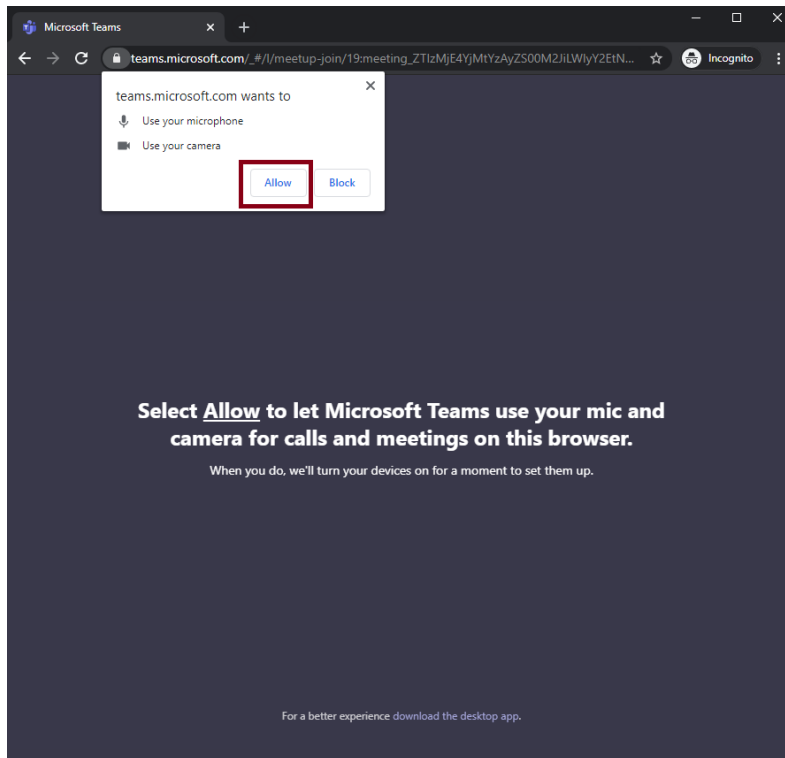 Microsoft Teams
teams.microsoft.com/_#/l/meetup-join/19:meeting_ZTIzMjE4YjMtYzAyZS00M2JiLWIyY2EtN...
Incognito
teams.microsoft.com wants to
Use your microphone
Use your camera
Allow
Block
Select Allow to let Microsoft Teams use your mic and
camera for calls and meetings on this browser.
When you do, we'll turn your devices on for a moment to set them up.
For a better experience download the desktop app.